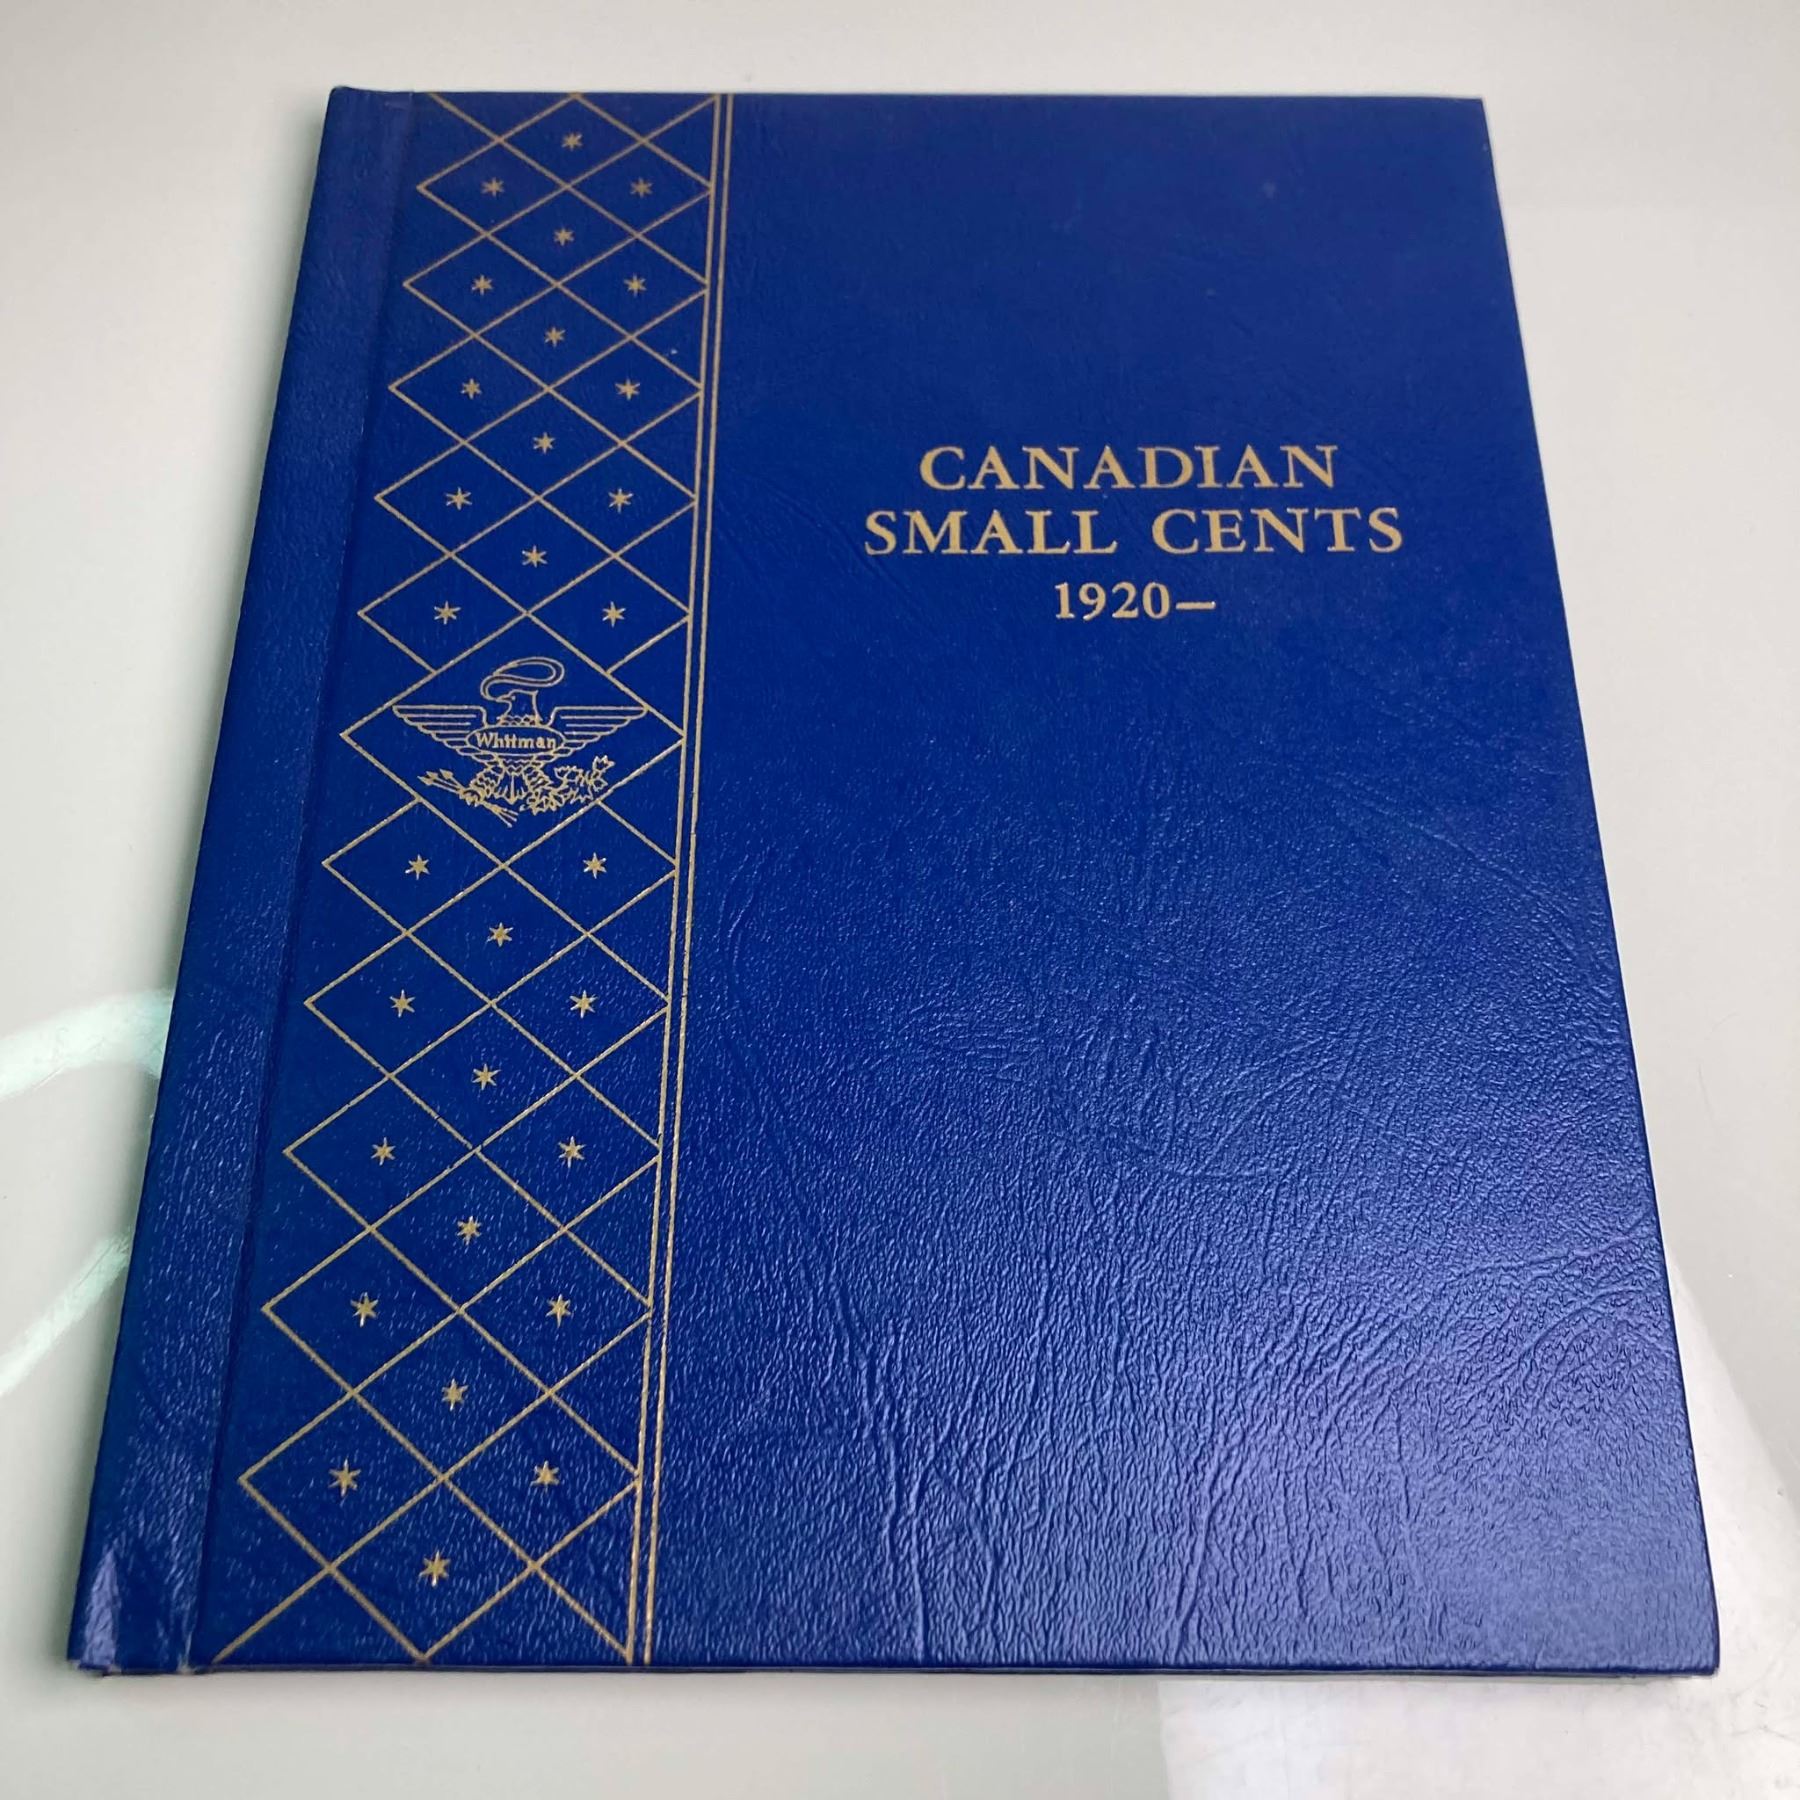 CANADIAN
SMALL CENTS
1920—
Whitman